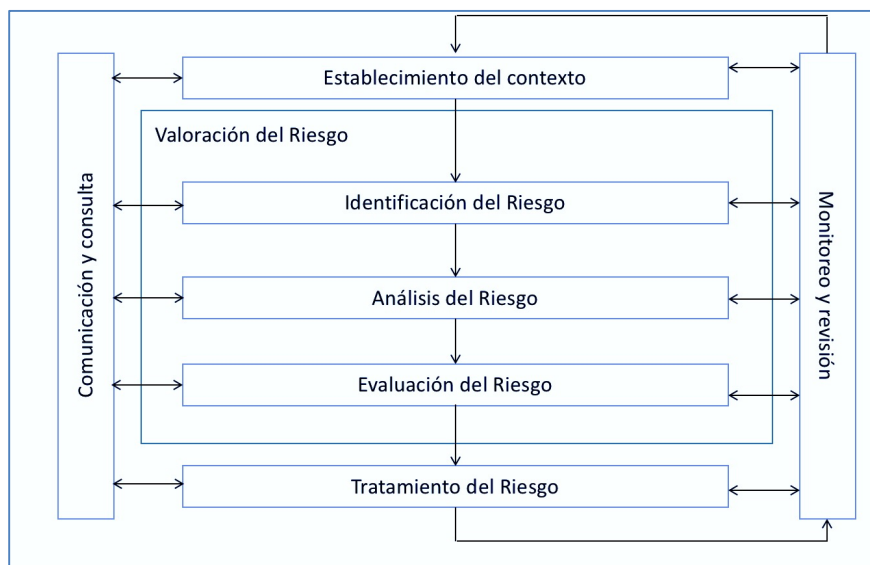 Establecimiento del contexto
Valoración del Riesgo
Identificación del Riesgo
Análisis del Riesgo
Evaluación del Riesgo
Tratamiento del Riesgo
Comunicación y consulta
Monitoreo y revisión